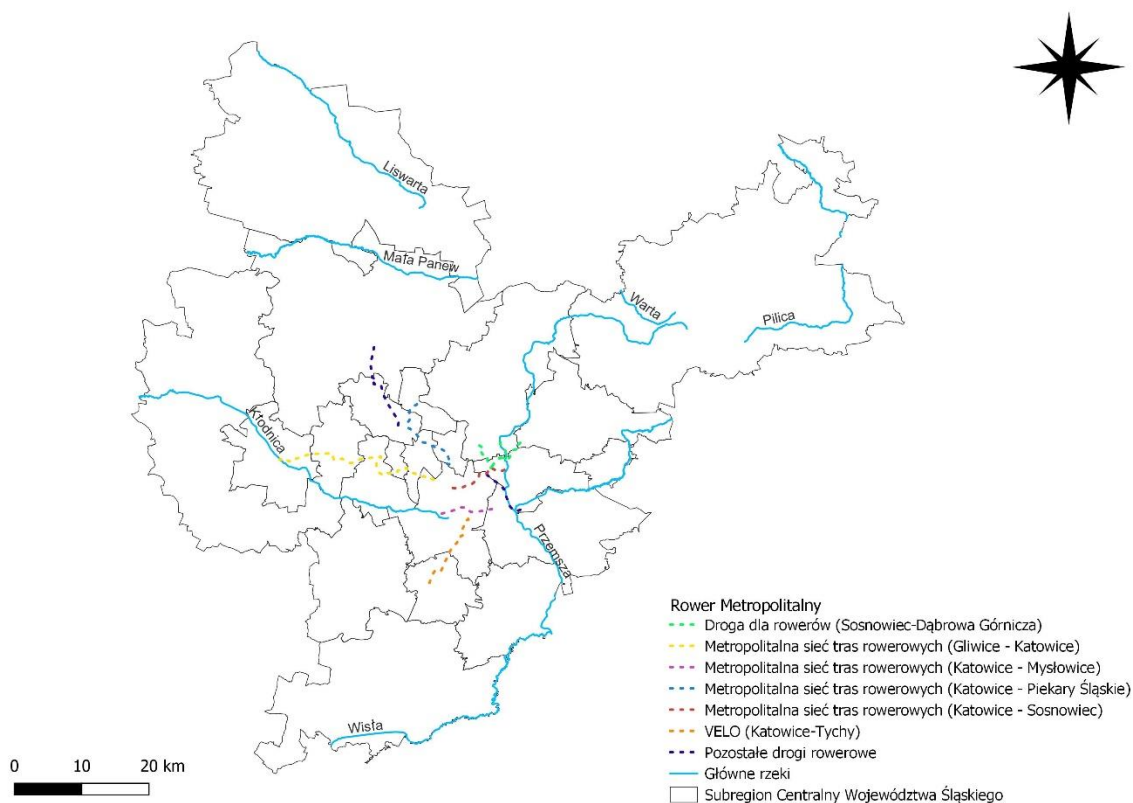 Liswarta
Mała Panew
Warta
Pilica
Kłodnica
Przemsza
Wisła
Rower Metropolitalny
Droga dla rowerów (Sosnowiec-Dąbrowa Górnicza)
Metropolitalna sieć tras rowerowych (Gliwice - Katowice)
Metropolitalna sieć tras rowerowych (Katowice - Mysłowice)
Metropolitalna sieć tras rowerowych (Katowice - Piekary Śląskie)
Metropolitalna sieć tras rowerowych (Katowice - Sosnowiec)
VELO (Katowice-Tychy)
Pozostałe drogi rowerowe
Główne rzeki
Subregion Centralny Województwa Śląskiego
0 10 20 km